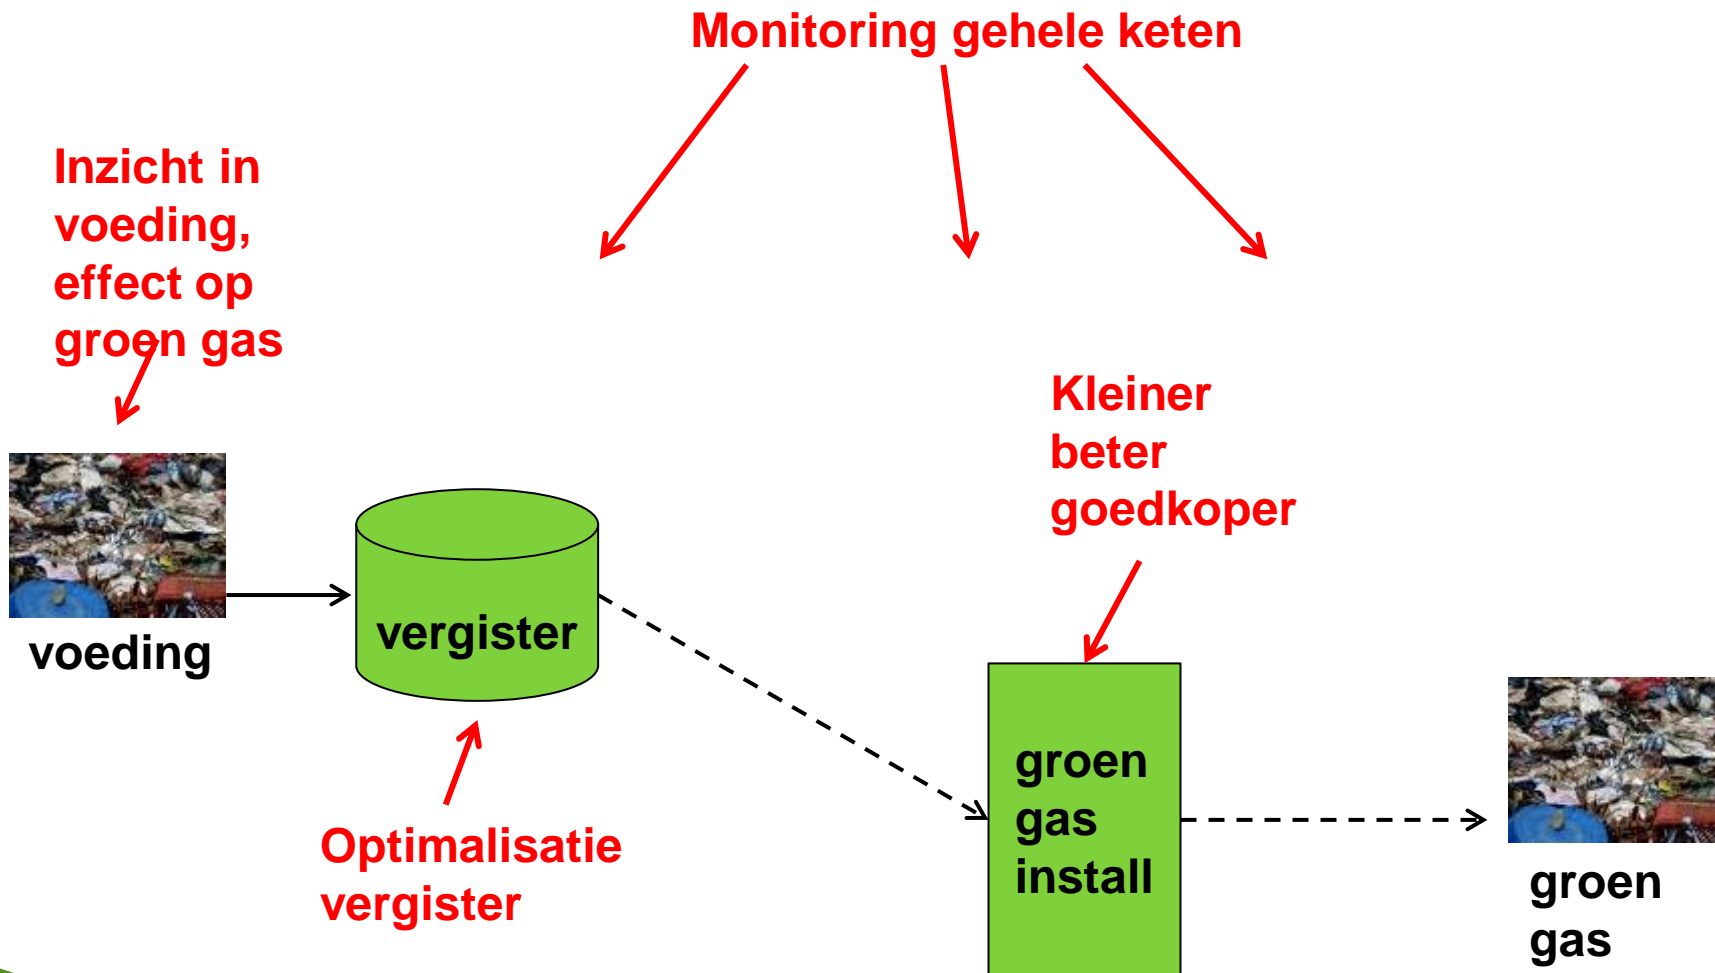 Monitoring gehele keten
Inzicht in
voeding,
effect op
groen gas
Kleiner
beter
goedkoper
vergister
voeding
groen
gas
install
Optimalisatie
vergister
groen
gas